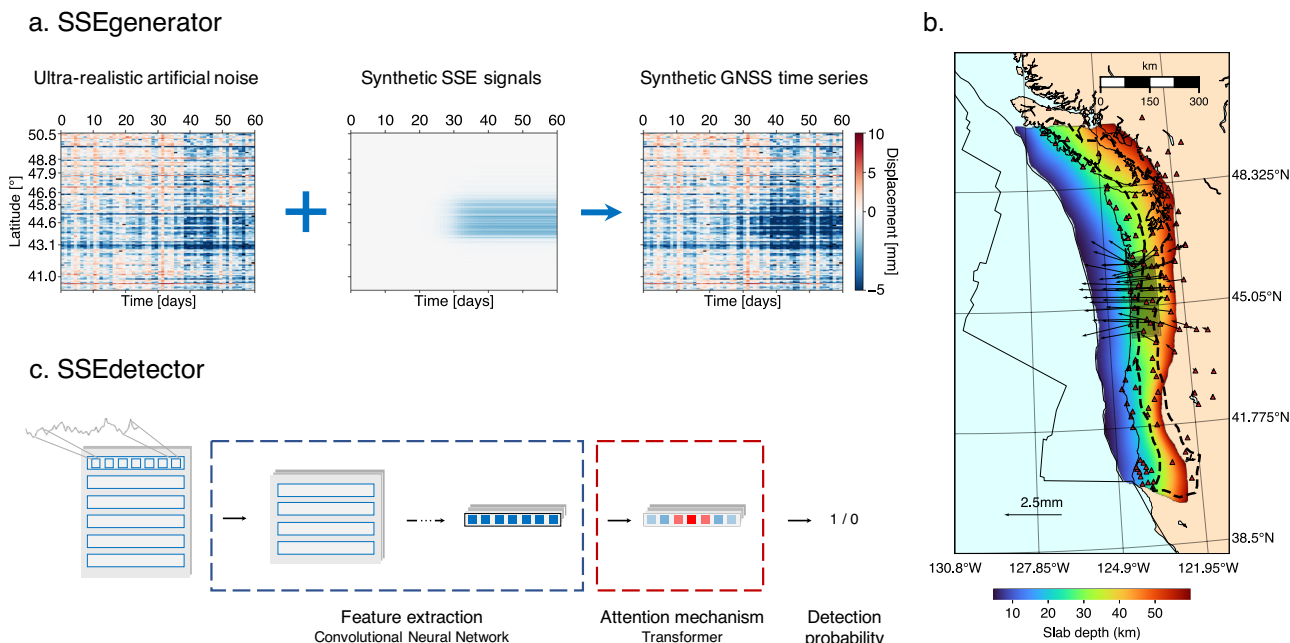 a. SSEgenerator
b.
Ultra-realistic artificial noise
Synthetic SSE signals
Synthetic GNSS time series
0 10 20 30 40 50 60
0 10 20 30 40 50 60
0 10 20 30 40 50 60
50.5
48.8
47.9
46.6
45.8
44.6
43.1
41.0
Latitude [°]
Time [days]
Time [days]
Time [days]
10
0
−5
Displacement [mm]
km
0 150 300
48.325°N
45.05°N
41.775°N
38.5°N
2.5mm
130.8°W 127.85°W 124.9°W 121.95°W
10 20 30 40 50
Slab depth (km)
c. SSEdetector
1 / 0
Feature extraction
Convolutional Neural Network
Attention mechanism
Transformer
Detection
probability